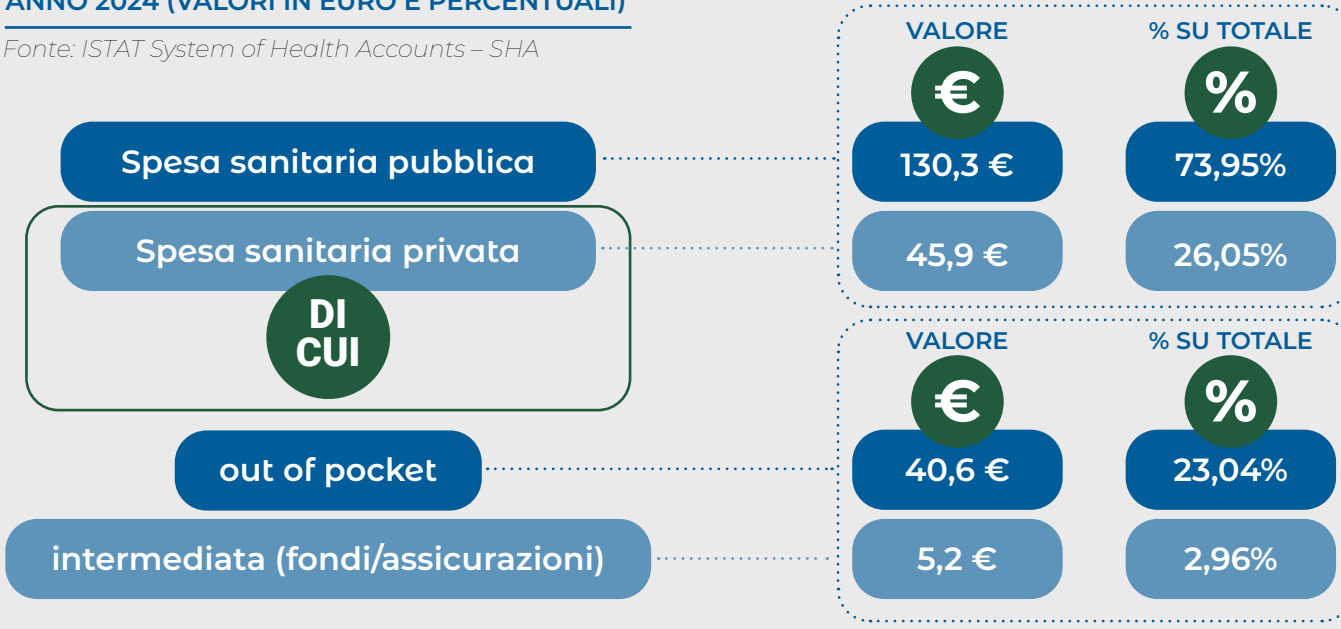 ANNO 2024 (VALORI IN EURO E PERCENTUALI)
Fonte: ISTAT System of Health Accounts – SHA
VALORE % SU TOTALE
€ %
Spesa sanitaria pubblica 130,3 € 73,95%
Spesa sanitaria privata 45,9 € 26,05%
DI
CUI
VALORE % SU TOTALE
€ %
out of pocket 40,6 € 23,04%
intermediata (fondi/assicurazioni) 5,2 € 2,96%